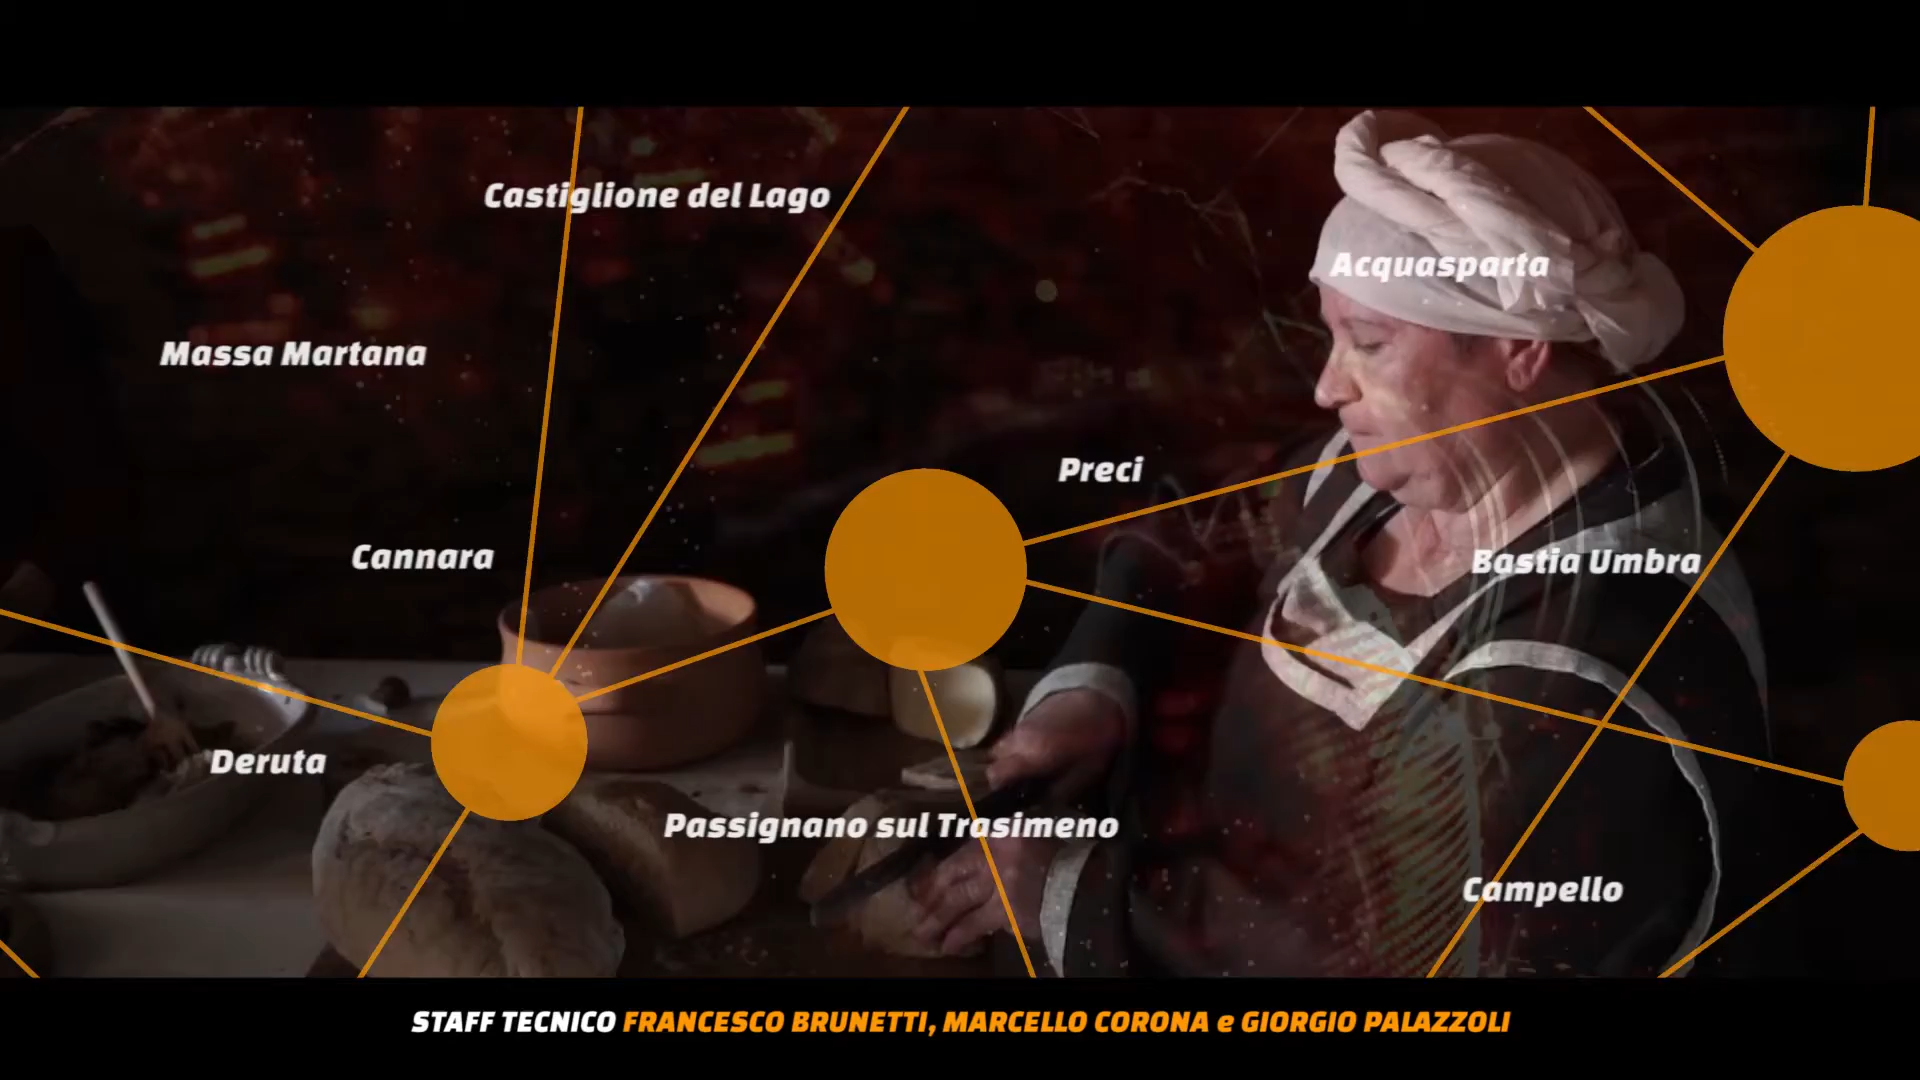 Castiglione del Lago
Acquasparta
Massa Martana
Preci
Cannara
Bastia Umbra
Deruta
Passignano sul Trasimeno
Campello
STAFF TECNICO FRANCESCO BRUNETTI, MARCELLO CORONA e GIORGIO PALAZZOLI